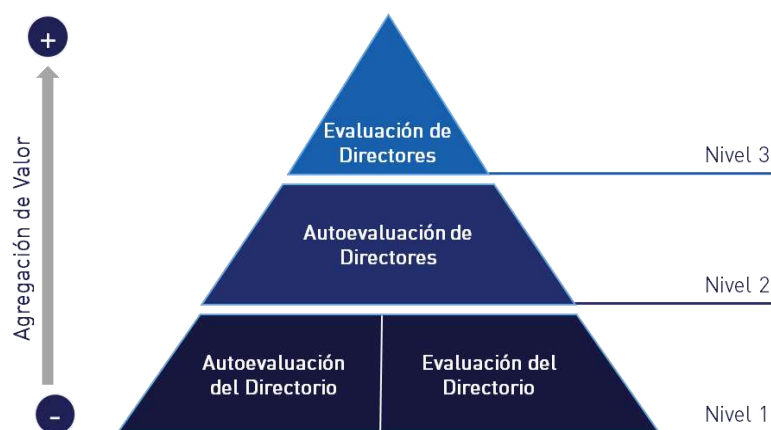 +
Agregación de Valor
-
Evaluación de
Directores
Nivel 3
Autoevaluación de
Directores
Nivel 2
Autoevaluación
del Directorio
Evaluación del
Directorio
Nivel 1